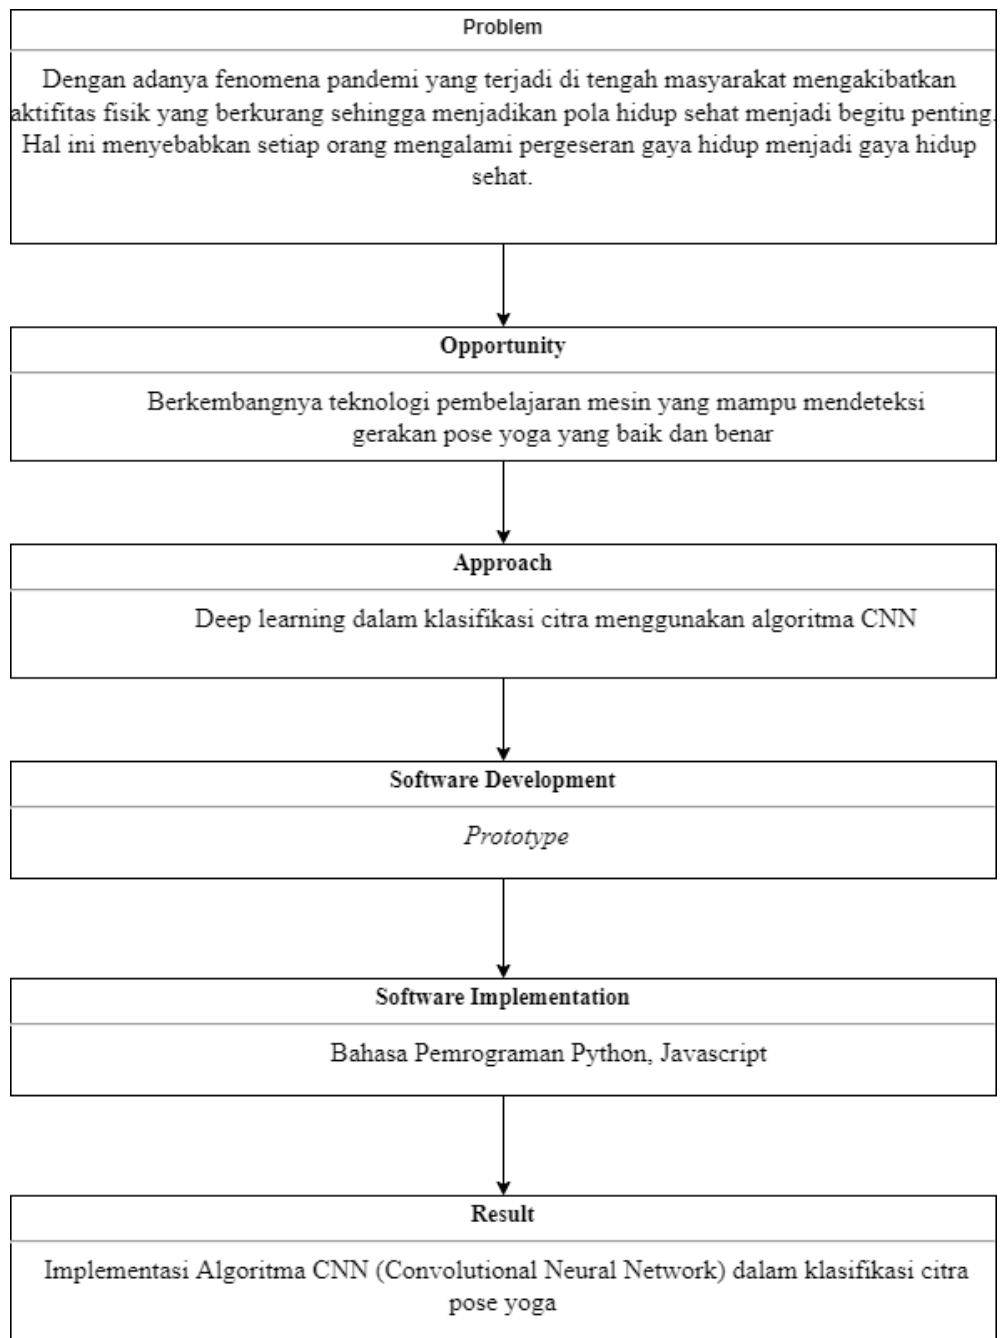 Problem
Dengan adanya fenomena pandemi yang terjadi di tengah masyarakat mengakibatkan
aktifitas fisik yang berkurang sehingga menjadikan pola hidup sehat menjadi begitu penting.
Hal ini menyebabkan setiap orang mengalami pergeseran gaya hidup menjadi gaya hidup
sehat.
Opportunity
Berkembangnya teknologi pembelajaran mesin yang mampu mendeteksi
gerakan pose yoga yang baik dan benar
Approach
Deep learning dalam klasifikasi citra menggunakan algoritma CNN
Software Development
Prototype
Software Implementation
Bahasa Pemrograman Python, Javascript
Result
Implementasi Algoritma CNN (Convolutional Neural Network) dalam klasifikasi citra
pose yoga